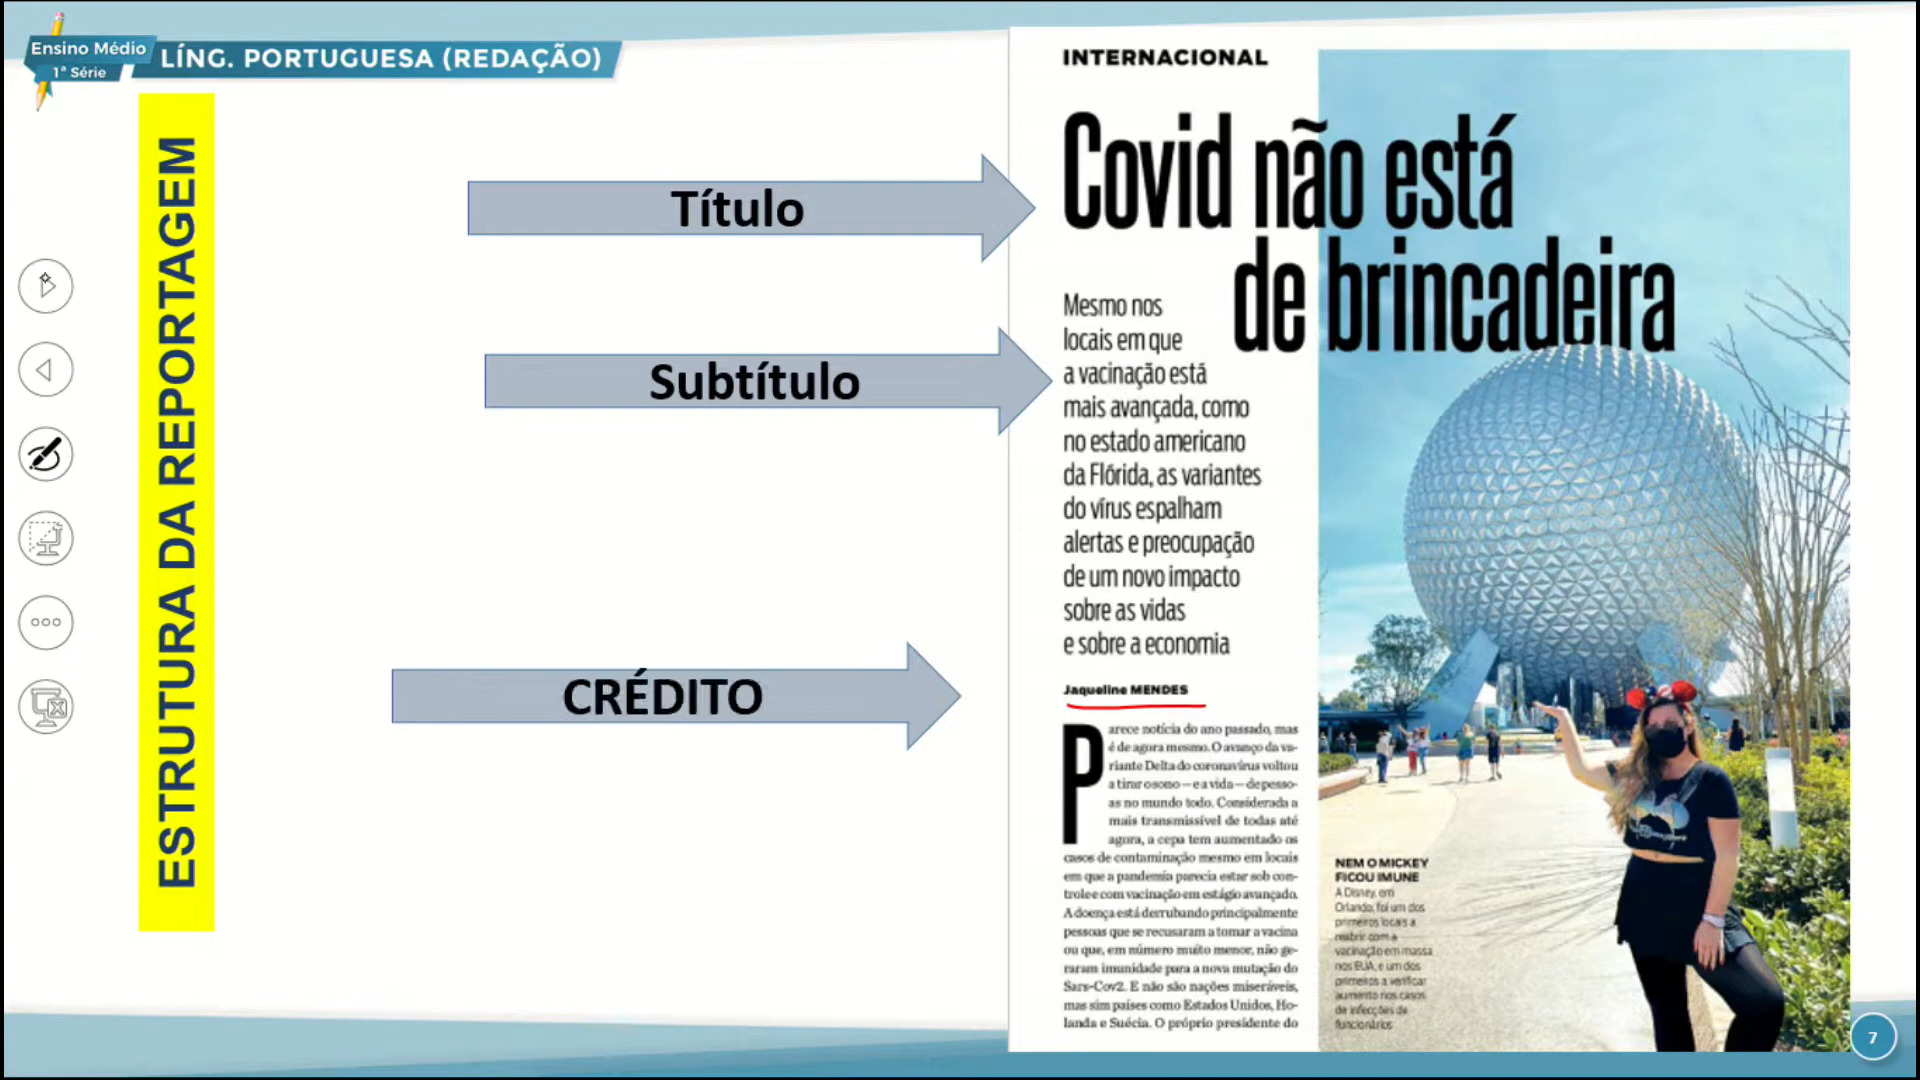 Ensino Médio
1ª Série
LÍNG. PORTUGUESA (REDAÇÃO)
ESTRUTURA DA REPORTAGEM
Título
Subtítulo
CRÉDITO
INTERNACIONAL
Covid não está
de brincadeira
Mesmo nos
locais em que
a vacinação está
mais avançada, como
no estado americano
da Flórida, as variantes
do vírus espalham
alertas e preocupação
de um novo impacto
sobre as vidas
e sobre a economia
Jaqueline MENDES
Parece notícia do ano passado, mas
é de agora mesmo. O avanço da va-
riante Delta do coronavírus voltou
a tirar o sono — e a vida — de pesso-
as no mundo todo. Considerada a
mais transmissível de todas até
agora, a cepa tem aumentado os
casos de contaminação mesmo em locais
em que a pandemia parecia estar sob con-
trole e com vacinação em estágio avançado.
A doença está derrubando principalmente
pessoas que se recusaram a tomar a vacina
ou que, em número muito menor, não ge-
raram imunidade para a nova mutação do
Sars-Cov2. E não são nações miseráveis,
mas sim países como Estados Unidos, Ho-
landa e Suécia. O próprio presidente do
NEM O MICKEY
FICOU IMUNE
A Disney, em
Orlando, foi um dos
primeiros locais a
reabrir com a
vacinação em massa
nos EUA, e um dos
primeiros a verificar
aumento nos casos
de infecções de
funcionários
7